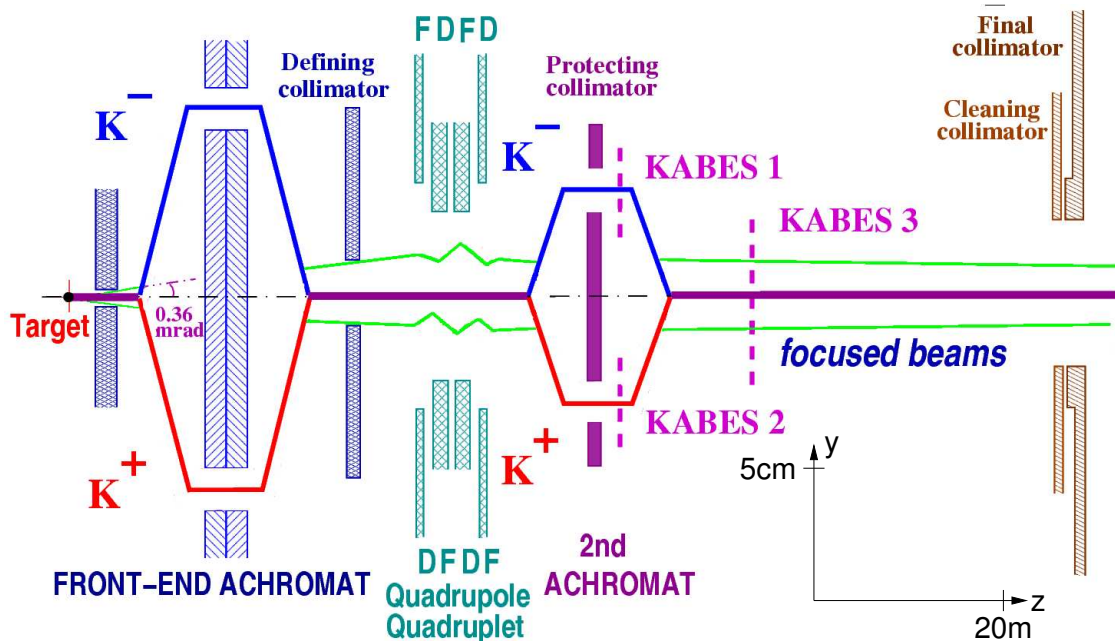 FDFD
Defining
collimator
Protecting
collimator
Final
collimator
Cleaning
collimator
K−
K−
KABES 1
KABES 3
Target
0.36
mrad
focused beams
KABES 2
K+
K+
y
5cm
DFDF
Quadrupole
Quadruplet
2nd
ACHROMAT
FRONT−END ACHROMAT
z
20m